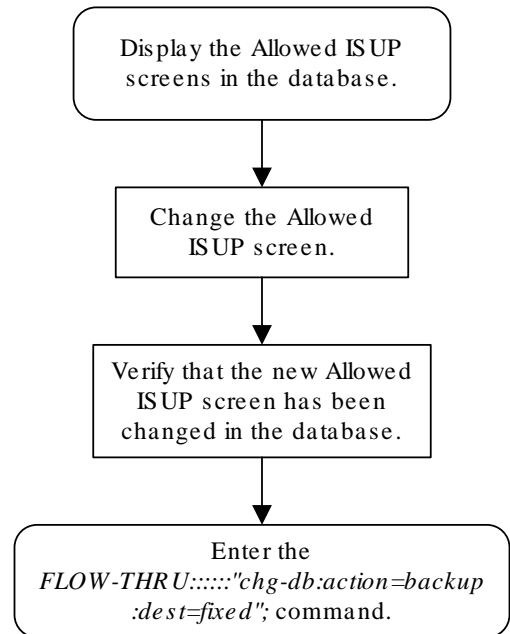 Display the Allowed ISUP
screens in the database.
Change the Allowed
ISUP screen.
Verify that the new Allowed
ISUP screen has been
changed in the database.
Enter the
FLOW-THRU::::::"chg-db:action=backup
:dest=fixed"; command.